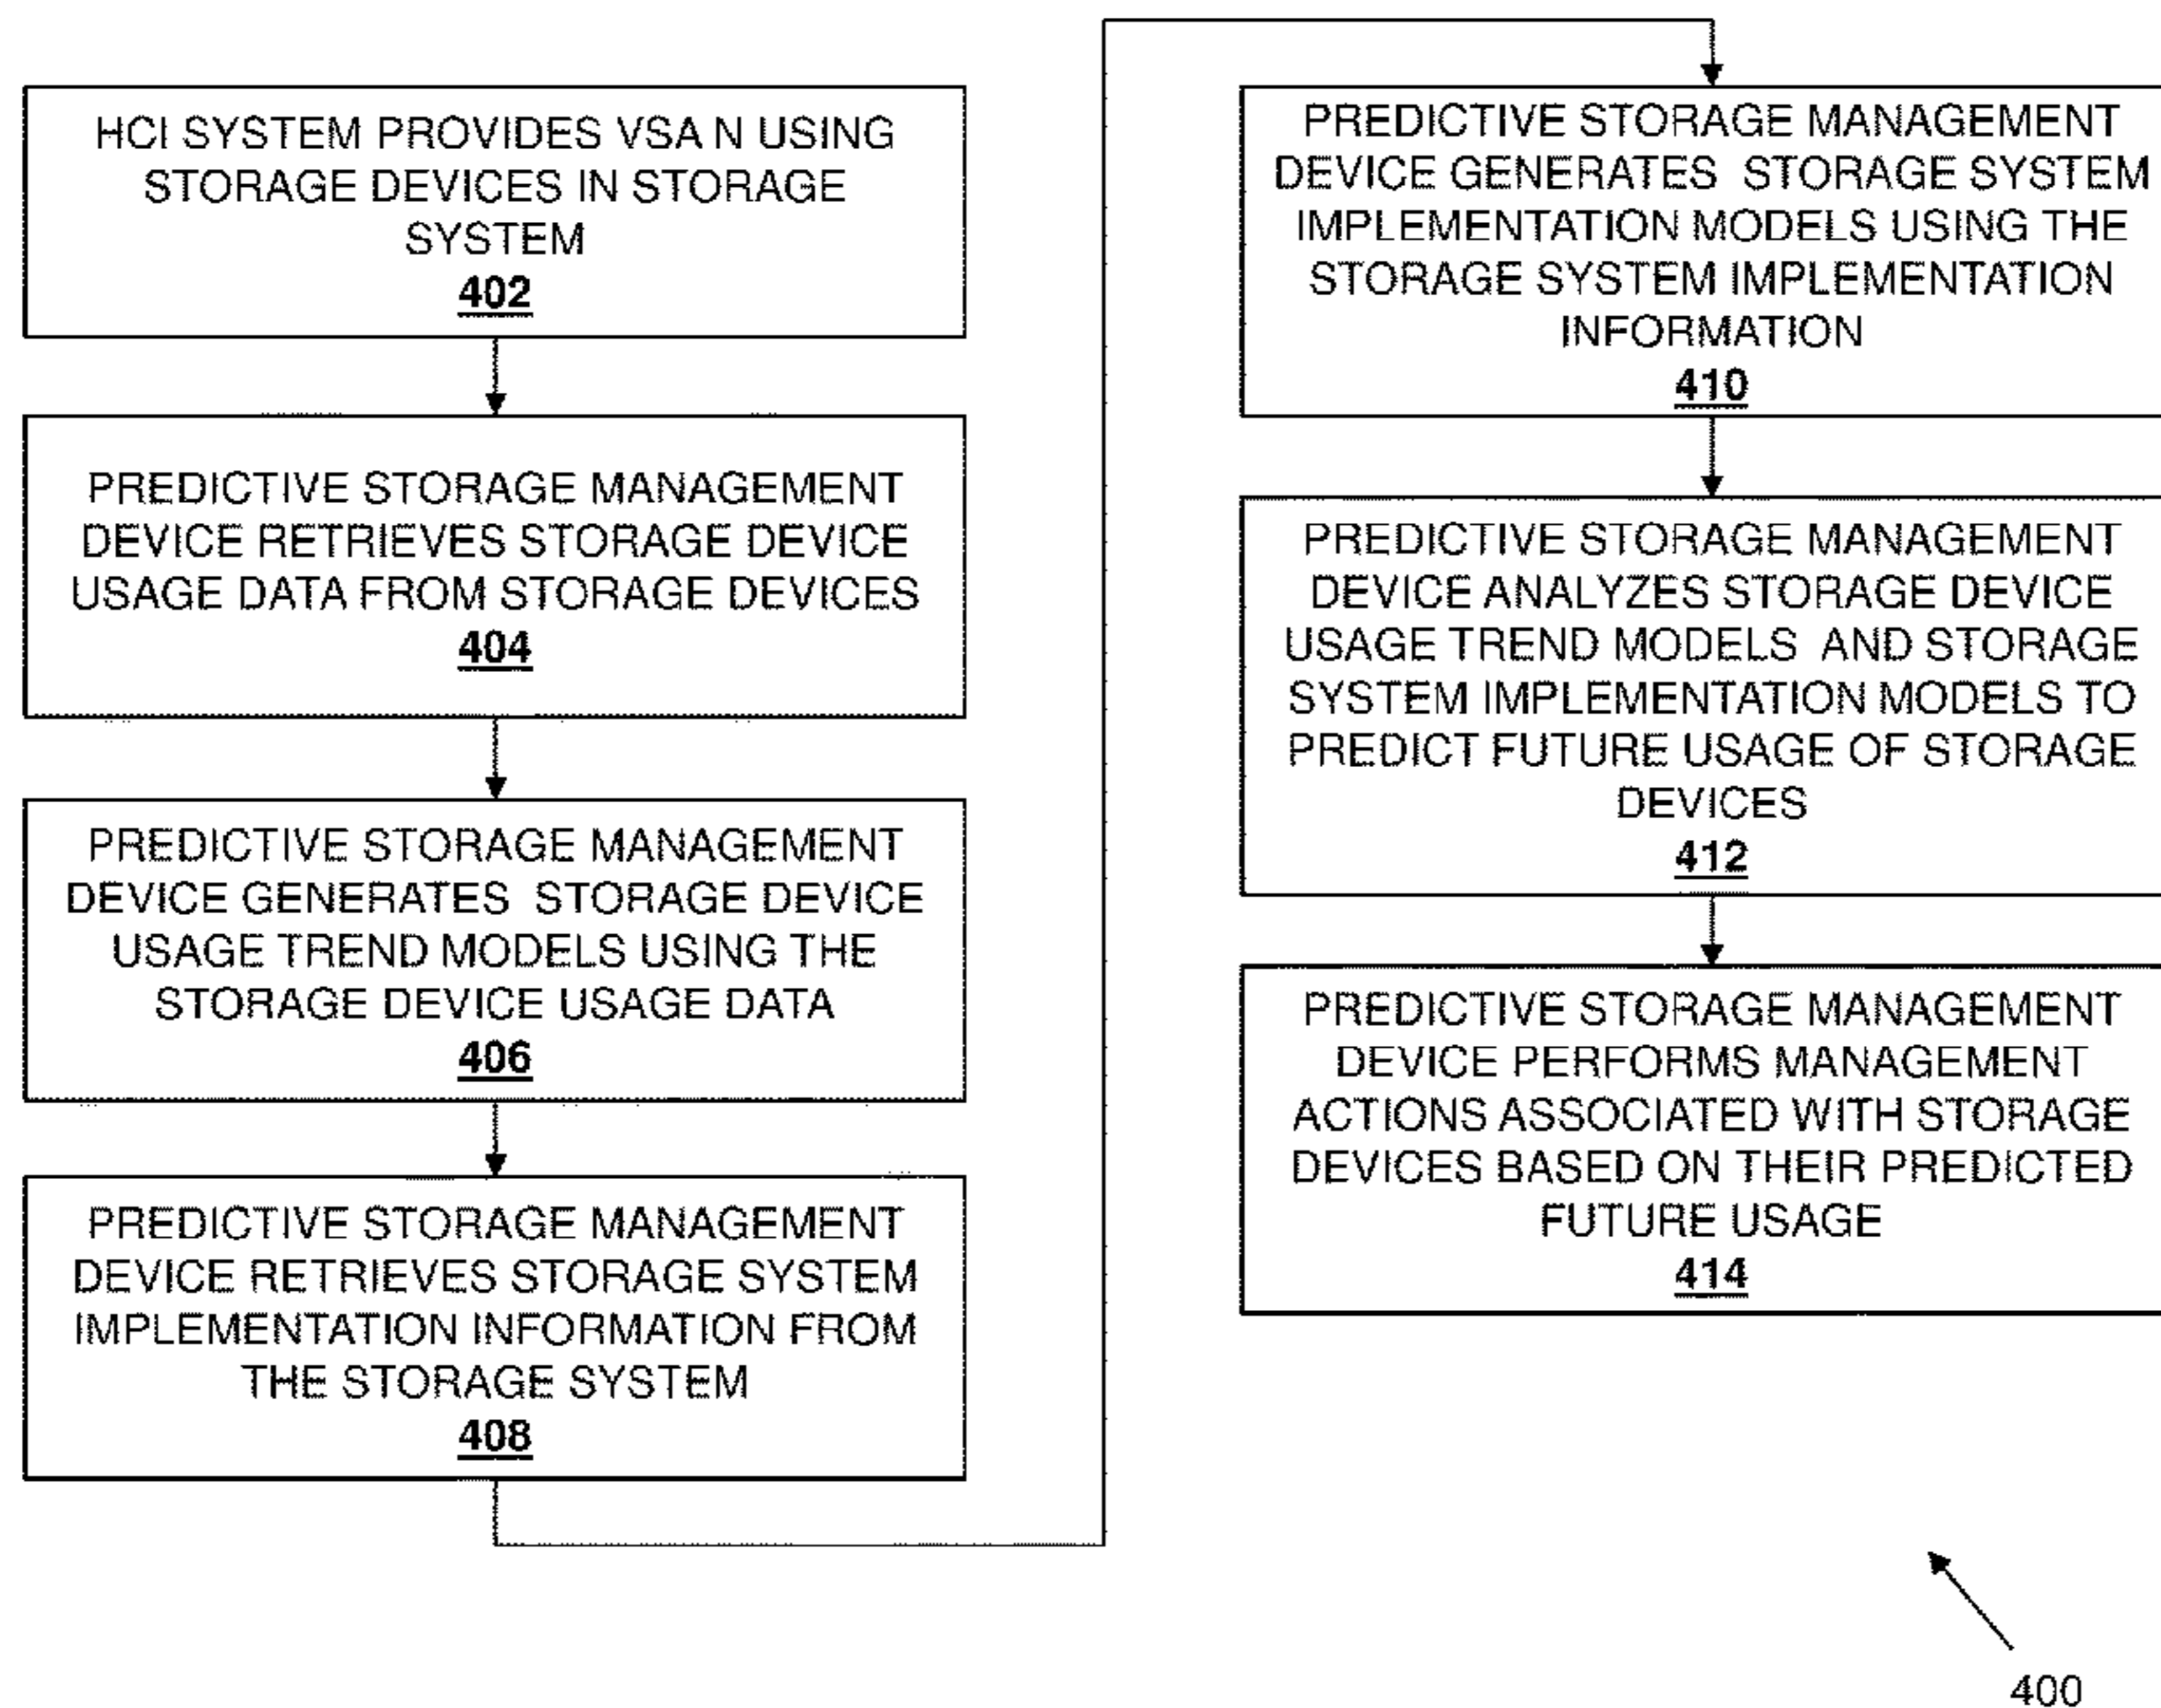 HCI SYSTEM PROVIDES VSA N USING
STORAGE DEVICES IN STORAGE
SYSTEM
402
PREDICTIVE STORAGE MANAGEMENT
DEVICE RETRIEVES STORAGE DEVICE
USAGE DATA FROM STORAGE DEVICES
404
PREDICTIVE STORAGE MANAGEMENT
DEVICE GENERATES STORAGE DEVICE
USAGE TREND MODELS USING THE
STORAGE DEVICE USAGE DATA
406
PREDICTIVE STORAGE MANAGEMENT
DEVICE RETRIEVES STORAGE SYSTEM
IMPLEMENTATION INFORMATION FROM
THE STORAGE SYSTEM
408
PREDICTIVE STORAGE MANAGEMENT
DEVICE GENERATES STORAGE SYSTEM
IMPLEMENTATION MODELS USING THE
STORAGE SYSTEM IMPLEMENTATION
INFORMATION
410
PREDICTIVE STORAGE MANAGEMENT
DEVICE ANALYZES STORAGE DEVICE
USAGE TREND MODELS AND STORAGE
SYSTEM IMPLEMENTATION MODELS TO
PREDICT FUTURE USAGE OF STORAGE
DEVICES
412
PREDICTIVE STORAGE MANAGEMENT
DEVICE PERFORMS MANAGEMENT
ACTIONS ASSOCIATED WITH STORAGE
DEVICES BASED ON THEIR PREDICTED
FUTURE USAGE
414
400